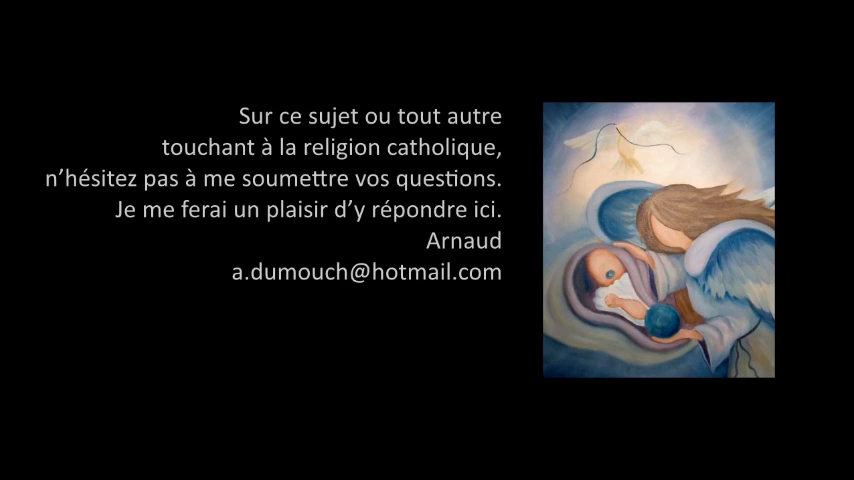 Sur ce sujet ou tout autre
touchant à la religion catholique,
n’hésitez pas à me soumettre vos questions.
Je me ferai un plaisir d’y répondre ici.
Arnaud
a.dumouch@hotmail.com